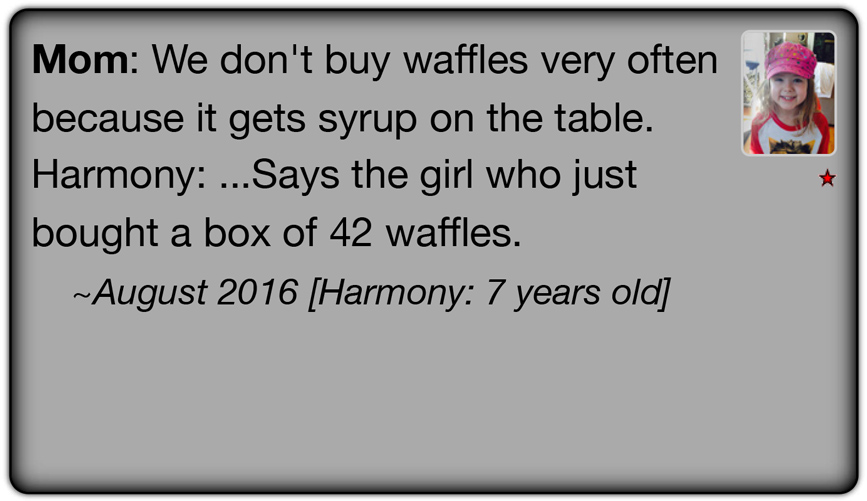 Mom: We don't buy waffles very often
because it gets syrup on the table.
Harmony: ...Says the girl who just
bought a box of 42 waffles.
~August 2016 [Harmony: 7 years old]